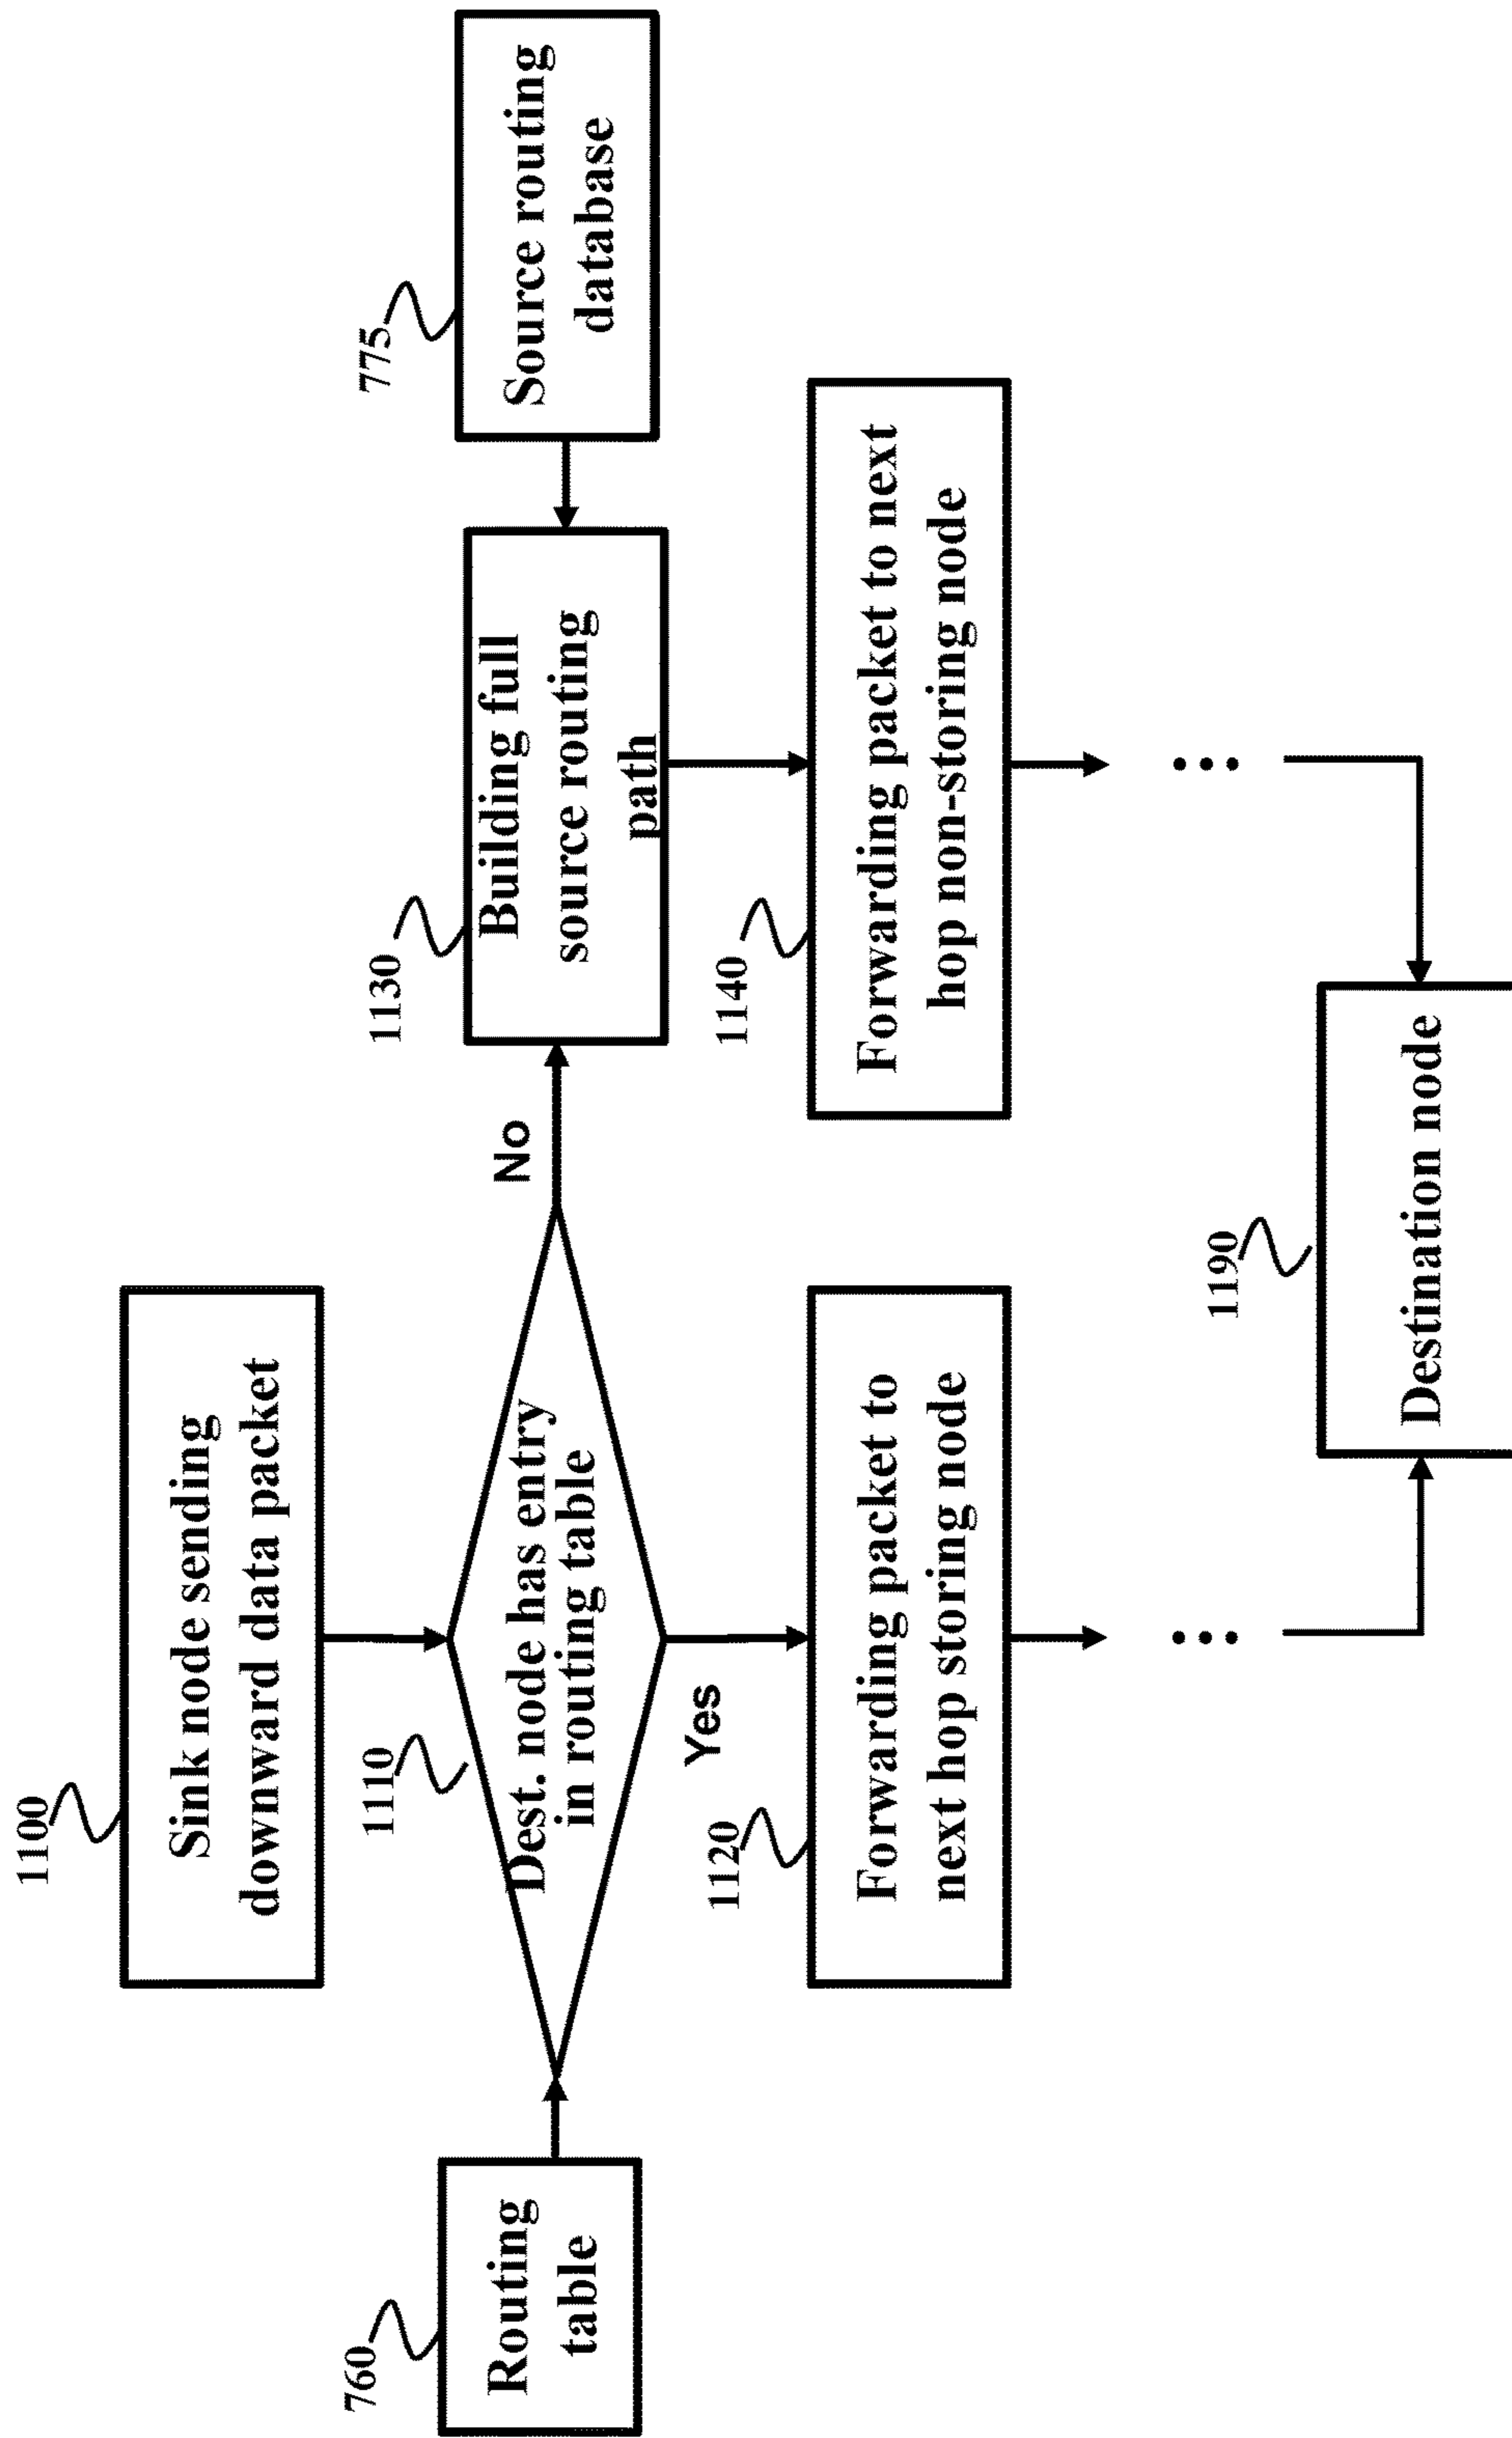 1100
Sink node sending
downward data packet
760
Routing
table
1110
Dest. node has entry
in routing table
No
1130
Building full
source routing
path
775
Source routing
database
Yes
1120
Forwarding packet to
next hop storing node
1140
Forwarding packet to next
hop non-storing node
...
...
1190
Destination node